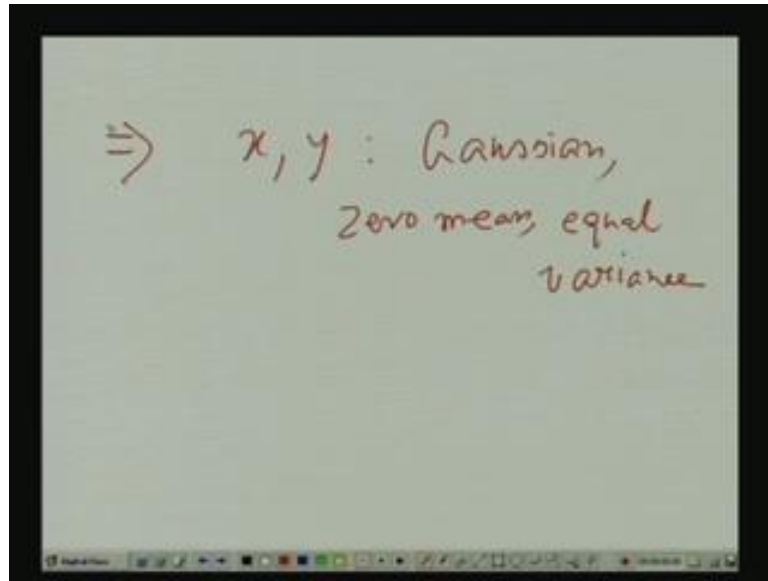 ⇒ x, y : Gaussian,
zero mean, equal
variance